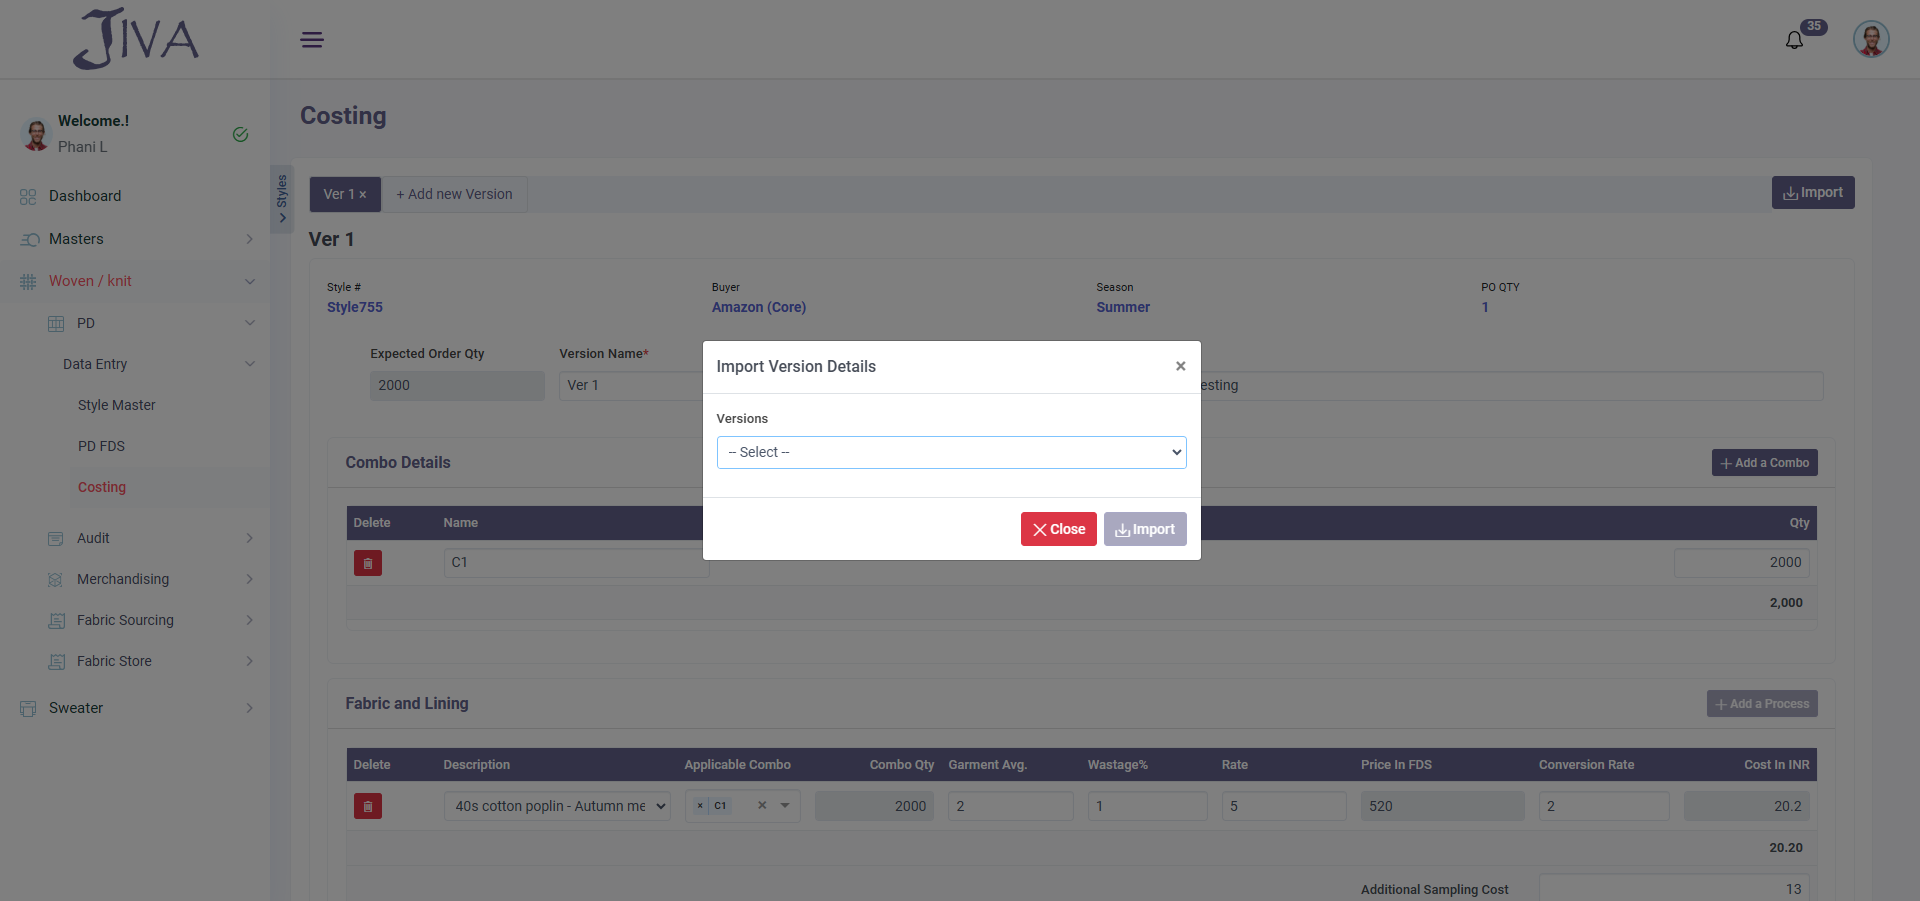 JIVA
35
Welcome.!
Phani L
Dashboard
Masters
Woven / knit
PD
Data Entry
Style Master
PD FDS
Costing
Audit
Merchandising
Fabric Sourcing
Fabric Store
Sweater
Styles
Costing
Ver 1 × + Add new Version Import
Ver 1
Style # Buyer Season PO QTY
Style755 Amazon (Core) Summer 1
Expected Order Qty Version Name*
2000 Ver 1 esting
Import Version Details ×
Versions
-- Select --
Close Import
Combo Details + Add a Combo
Delete Name Qty
C1 2000
2,000
Fabric and Lining + Add a Process
Delete Description Applicable Combo Combo Qty Garment Avg. Wastage% Rate Price In FDS Conversion Rate Cost In INR
40s cotton poplin - Autumn me × C1 × 2000 2 1 5 520 2 20.2
20.20
Additional Sampling Cost 13